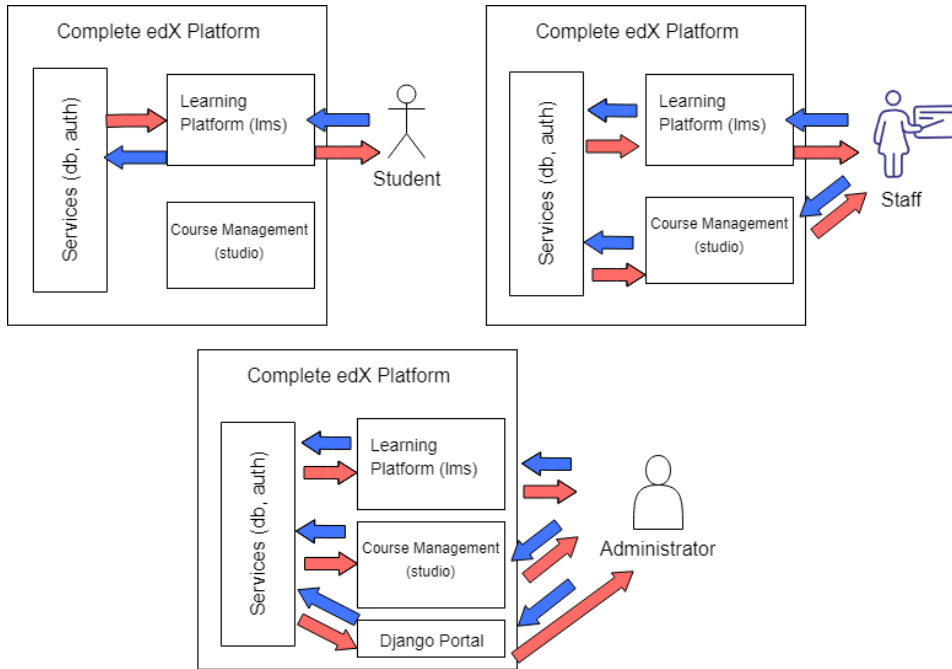 Complete edX Platform
Services (db, auth)
Learning
Platform (lms)
Course Management
(studio)
Student
Complete edX Platform
Services (db, auth)
Learning
Platform (lms)
Course Management
(studio)
Staff
Complete edX Platform
Services (db, auth)
Learning
Platform (lms)
Course Management
(studio)
Django Portal
Administrator